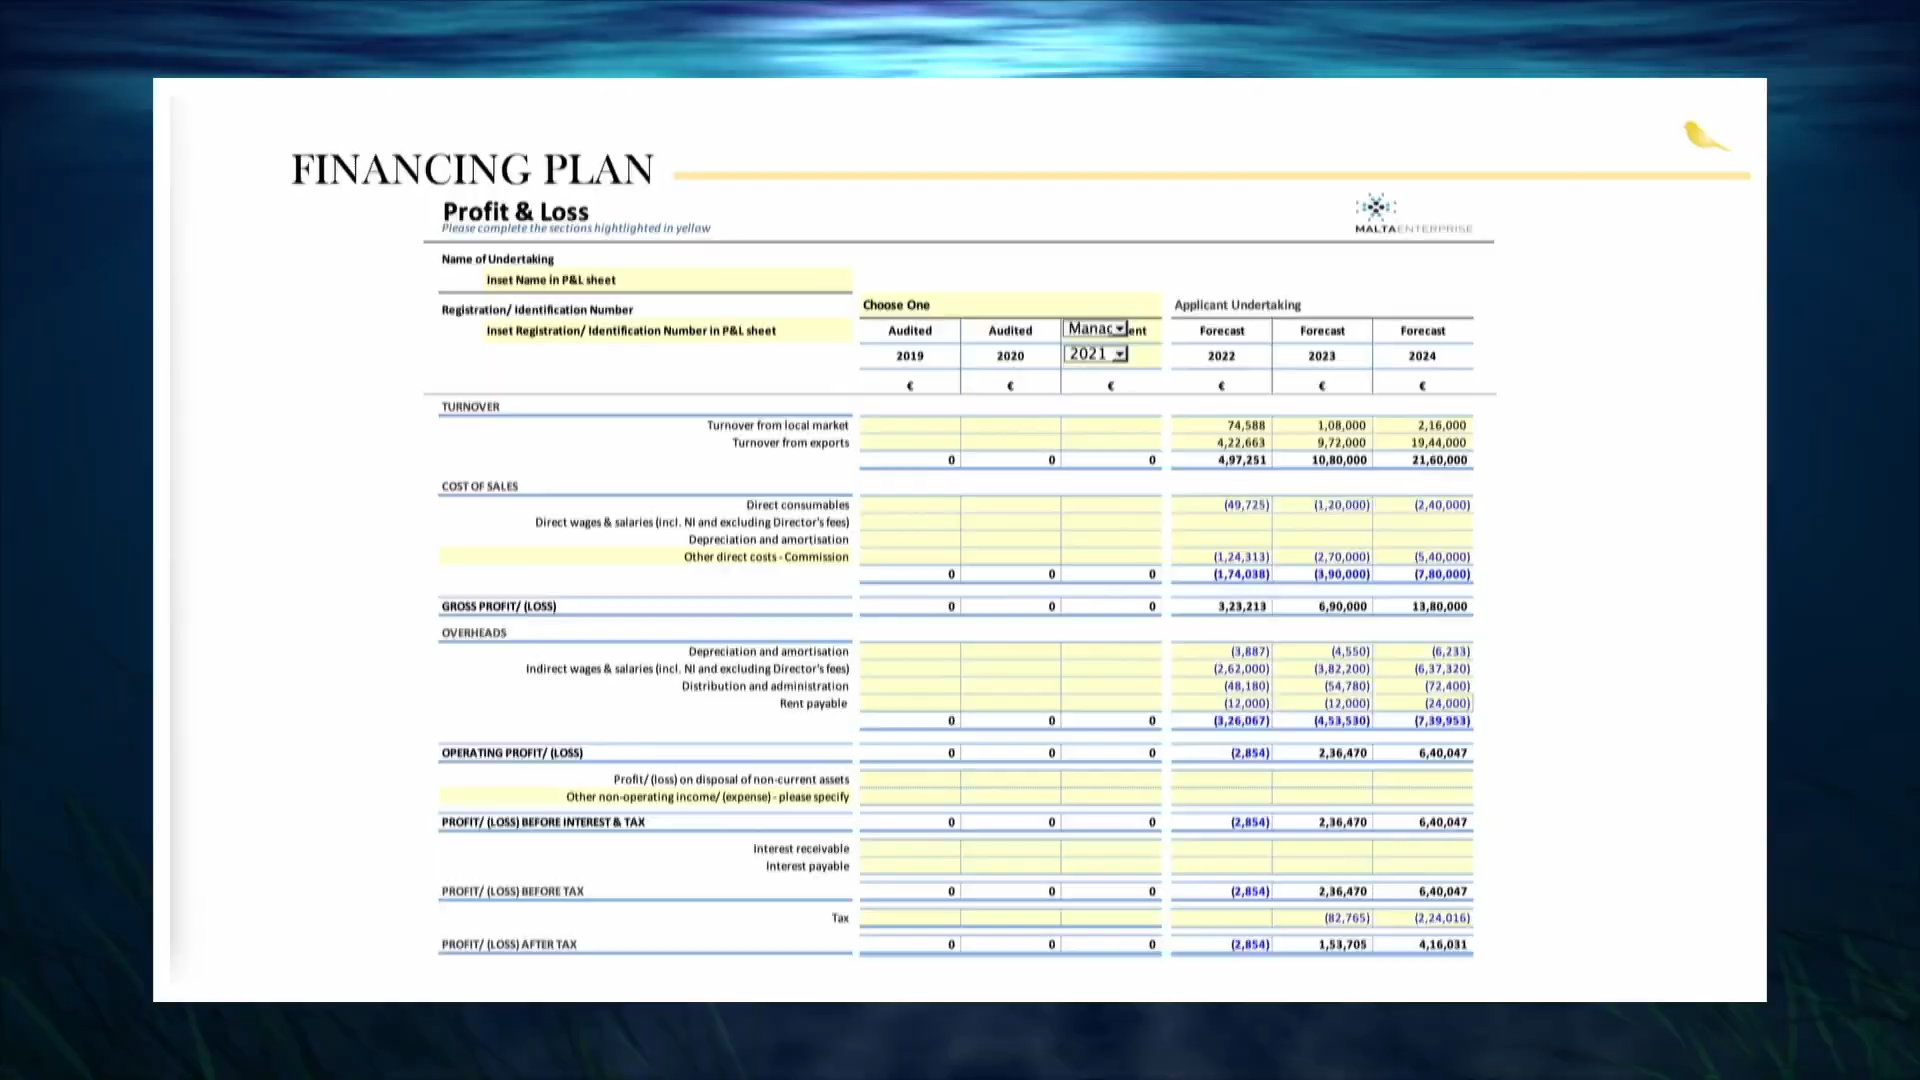 FINANCING PLAN
Profit & Loss
Please complete the sections hightlighted in yellow
MALTAENTERPRISE
Name of Undertaking
Inset Name in P&L sheet
Registration/ Identification Number
Inset Registration/ Identification Number in P&L sheet
Choose One Applicant Undertaking
Audited Audited Manac ent Forecast Forecast Forecast
2019 2020 2021 2022 2023 2024
€ € € € € €
TURNOVER
Turnover from local market 74,588 1,08,000 2,16,000
Turnover from exports 4,22,663 9,72,000 19,44,000
0 0 0 4,97,251 10,80,000 21,60,000
COST OF SALES
Direct consumables (49,725) (1,20,000) (2,40,000)
Direct wages & salaries (incl. NI and excluding Director's fees)
Depreciation and amortisation
Other direct costs - Commission (1,24,313) (2,70,000) (5,40,000)
0 0 0 (1,74,038) (3,90,000) (7,80,000)
GROSS PROFIT/ (LOSS) 0 0 0 3,23,213 6,90,000 13,80,000
OVERHEADS
Depreciation and amortisation (3,887) (4,550) (6,233)
Indirect wages & salaries (incl. NI and excluding Director's fees) (2,62,000) (3,82,200) (6,37,320)
Distribution and administration (48,180) (54,780) (72,400)
Rent payable (12,000) (12,000) (24,000)
0 0 0 (3,26,067) (4,53,530) (7,39,953)
OPERATING PROFIT/ (LOSS) 0 0 0 (2,854) 2,36,470 6,40,047
Profit/ (loss) on disposal of non-current assets
Other non-operating income/ (expense) - please specify
PROFIT/ (LOSS) BEFORE INTEREST & TAX 0 0 0 (2,854) 2,36,470 6,40,047
Interest receivable
Interest payable
PROFIT/ (LOSS) BEFORE TAX 0 0 0 (2,854) 2,36,470 6,40,047
Tax (82,765) (2,24,016)
PROFIT/ (LOSS) AFTER TAX 0 0 0 (2,854) 1,53,705 4,16,031